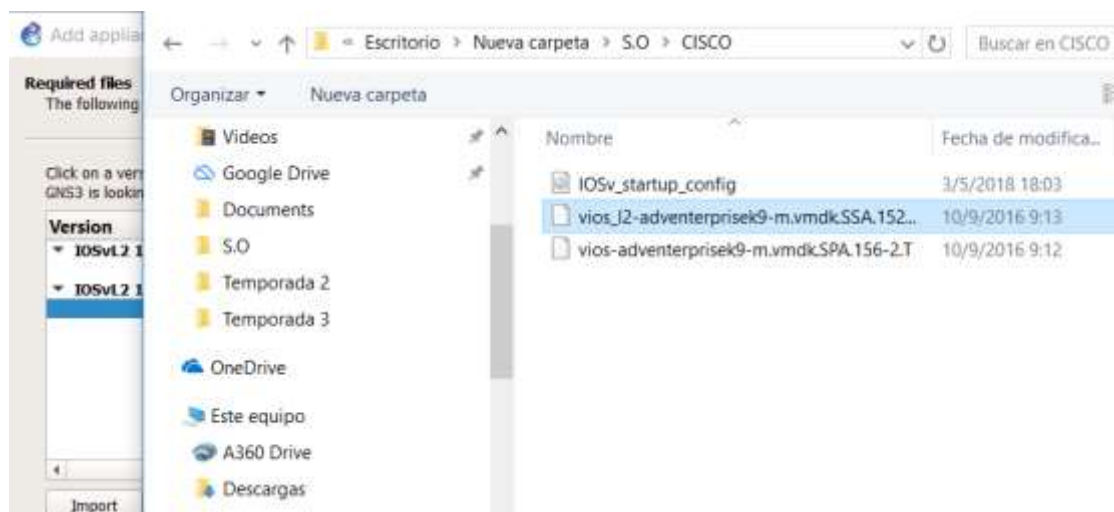 Add applia
Required files
The following
Click on a vers
GNS3 is lookin
Version
IOSvL2 1
IOSvL2 1
Import
« Escritorio > Nueva carpeta > S.O > CISCO
Buscar en CISCO
Organizar
Nueva carpeta
Videos
Google Drive
Documents
S.O
Temporada 2
Temporada 3
OneDrive
Este equipo
A360 Drive
Descargas
Nombre Fecha de modifica...
IOSv_startup_config 3/5/2018 18:03
vios_l2-adventerprisek9-m.vmdk.SSA.152... 10/9/2016 9:13
vios-adventerprisek9-m.vmdk.SPA.156-2.T 10/9/2016 9:12